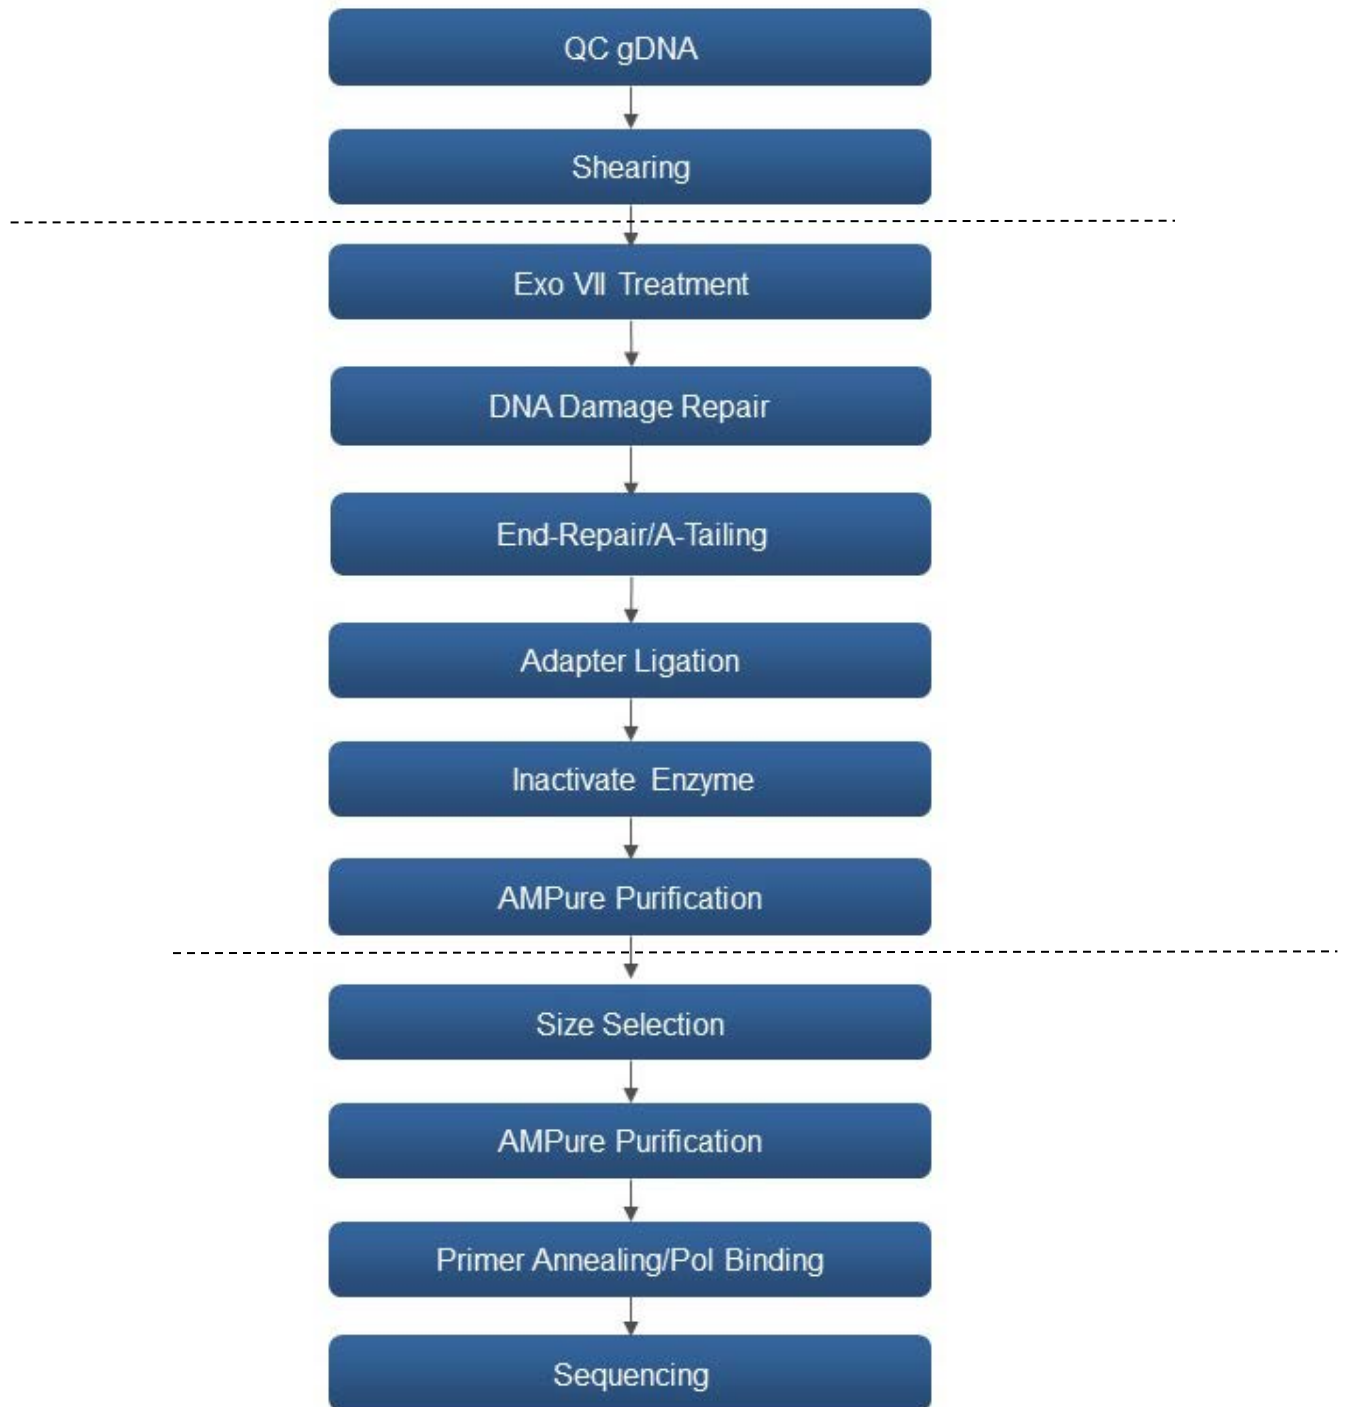 QC gDNA
Shearing
Exo VII Treatment
DNA Damage Repair
End-Repair/A-Tailing
Adapter Ligation
Inactivate Enzyme
AMPure Purification
Size Selection
AMPure Purification
Primer Annealing/Pol Binding
Sequencing